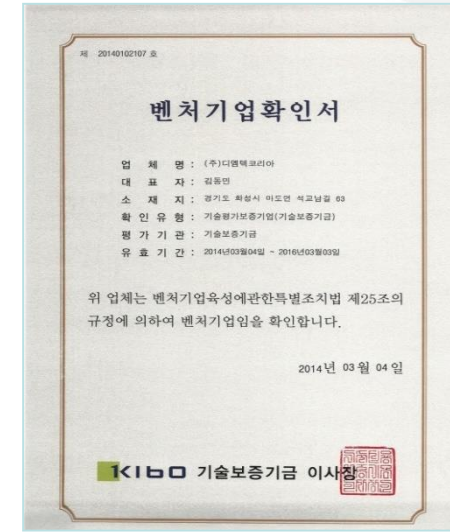 제 20140102107 호
벤처기업확인서
업 체 명 : (주)디엠텍코리아
대 표 자 : 김동민
소 재 지 : 경기도 화성시 마도면 석교남길 63
확 인 유 형 : 기술평가보증기업(기술보증기금)
평 가 기 관 : 기술보증기금
유 효 기 간 : 2014년03월04일 ~ 2016년03월03일
위 업체는 벤처기업육성에관한특별조치법 제25조의
규정에 의하여 벤처기업임을 확인합니다.
2014년 03월 04일
KIBO 기술보증기금 이사장